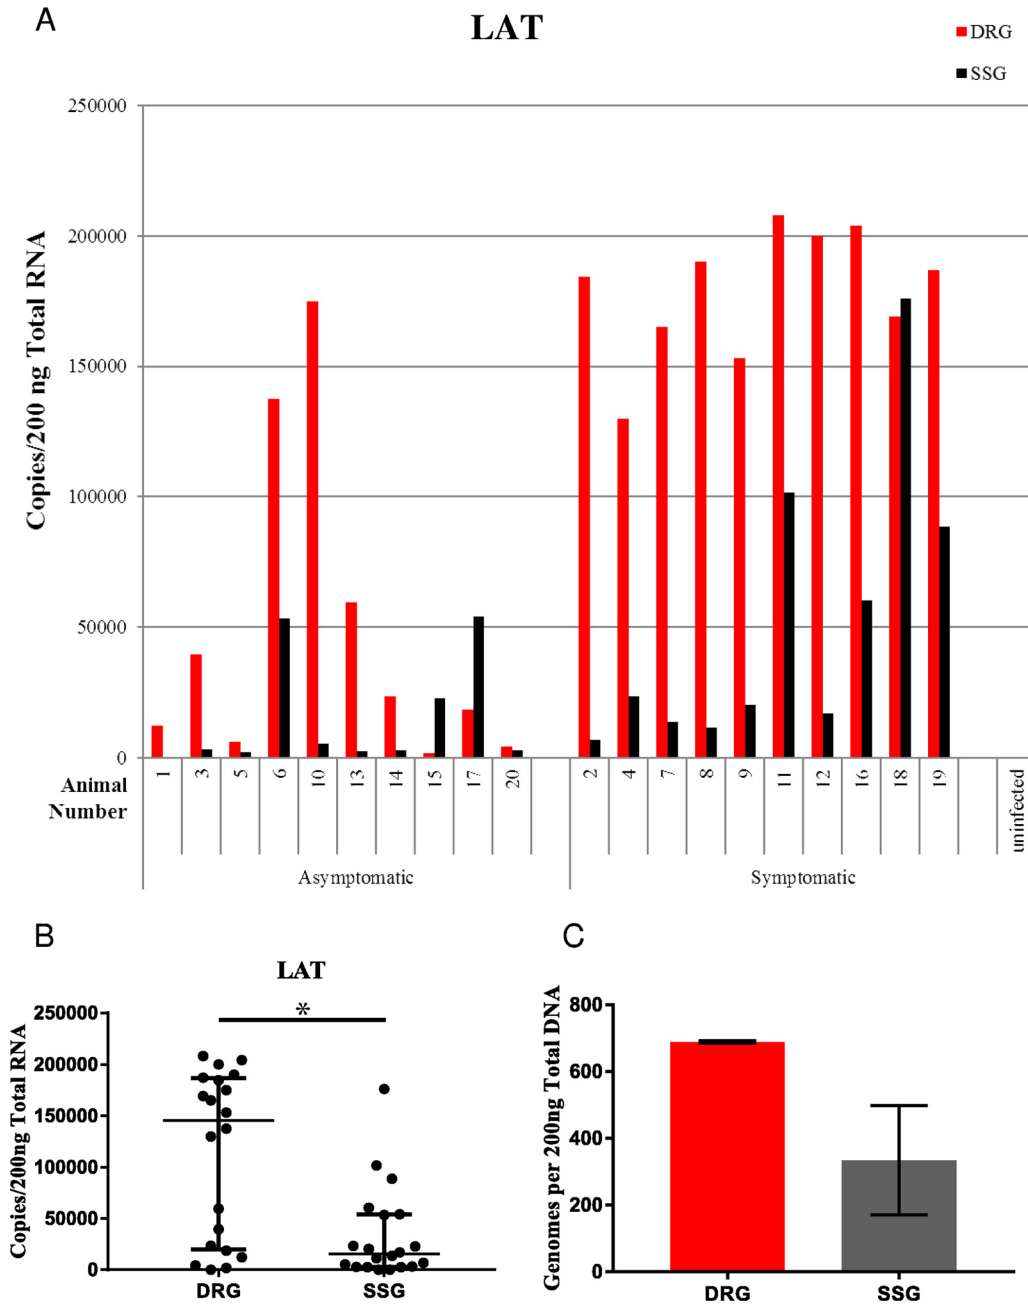 A
LAT
DRG
SSG
Copies/200 ng Total RNA
250000
200000
150000
100000
50000
0
Animal Number
1 3 5 6 10 13 14 15 17 20 2 4 7 8 9 11 12 16 18 19 uninfected
Asymptomatic Symptomatic
B
LAT
*
Copies/200ng Total RNA
250000
200000
150000
100000
50000
0
DRG SSG
C
Genomes per 200ng Total DNA
800
600
400
200
0
DRG SSG